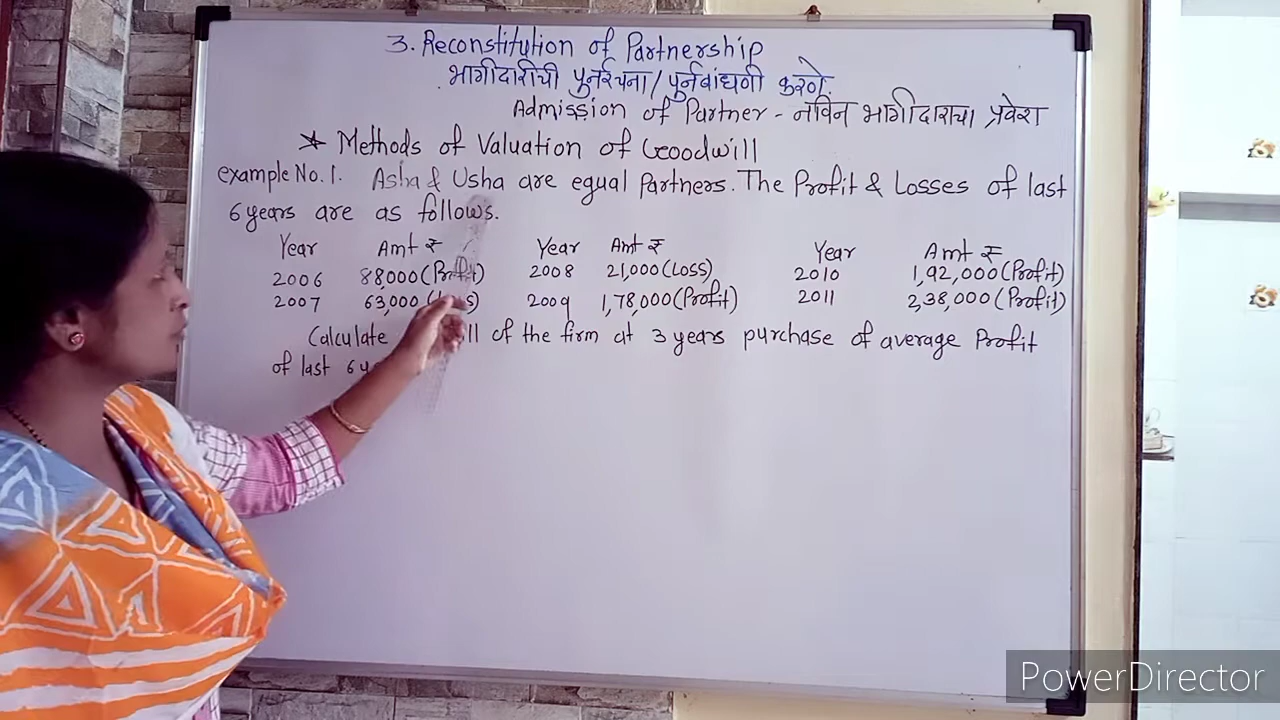 3. Reconstitution of Partnership
भागीदारीची पुर्नरचना/पुर्नबांधणी करणे.
Admission of Partner - नविन भागीदाराचा प्रवेश
★ Methods of Valuation of Goodwill
example No. 1. Asha & Usha are equal Partners. The Profit & Losses of last
6 years are as follows.
Year Amt ₹ Year Amt ₹ Year Amt ₹
2006 88,000 (Profit) 2008 21,000 (Loss) 2010 1,92,000 (Profit)
2007 63,000 2009 1,78,000 (Profit) 2011 2,38,000 (Profit)
Calculate of the firm at 3 years purchase of average Profit
of last 6
PowerDirector